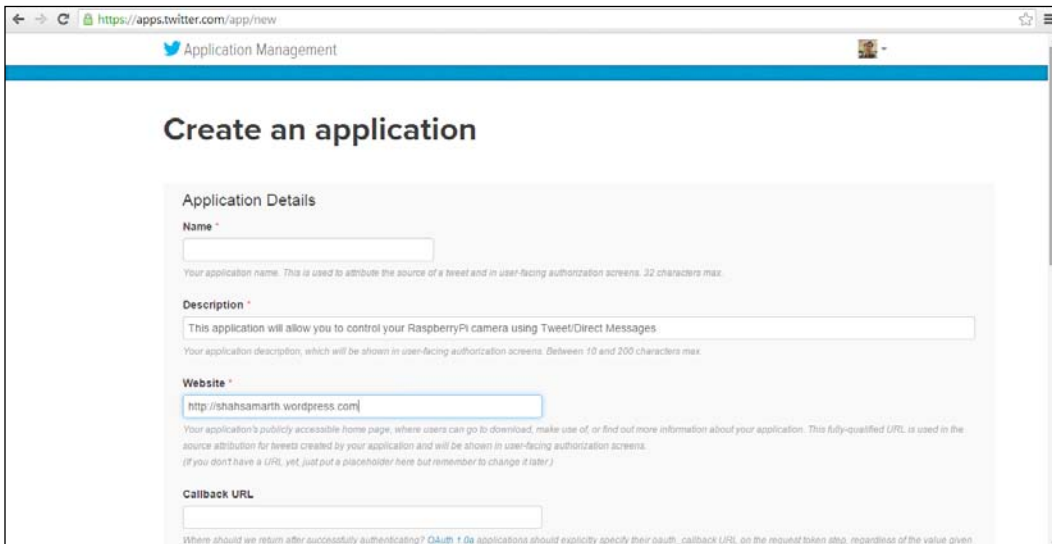 https://apps.twitter.com/app/new
Application Management
Create an application
Application Details
Name *
Your application name. This is used to attribute the source of a tweet and in user-facing authorization screens. 32 characters max.
Description *
This application will allow you to control your RaspberryPi camera using Tweet/Direct Messages
Your application description, which will be shown in user-facing authorization screens. Between 10 and 200 characters max.
Website *
http://shahsamarth.wordpress.com
Your application's publicly accessible home page, where users can go to download, make use of, or find out more information about your application. This fully-qualified URL is used in the
source attribution for tweets created by your application and will be shown in user-facing authorization screens.
(If you don't have a URL yet, just put a placeholder here but remember to change it later.)
Callback URL
Where should we return after successfully authenticating? OAuth 1.0a applications should explicitly specify their oauth_callback URL on the request token step, regardless of the value given